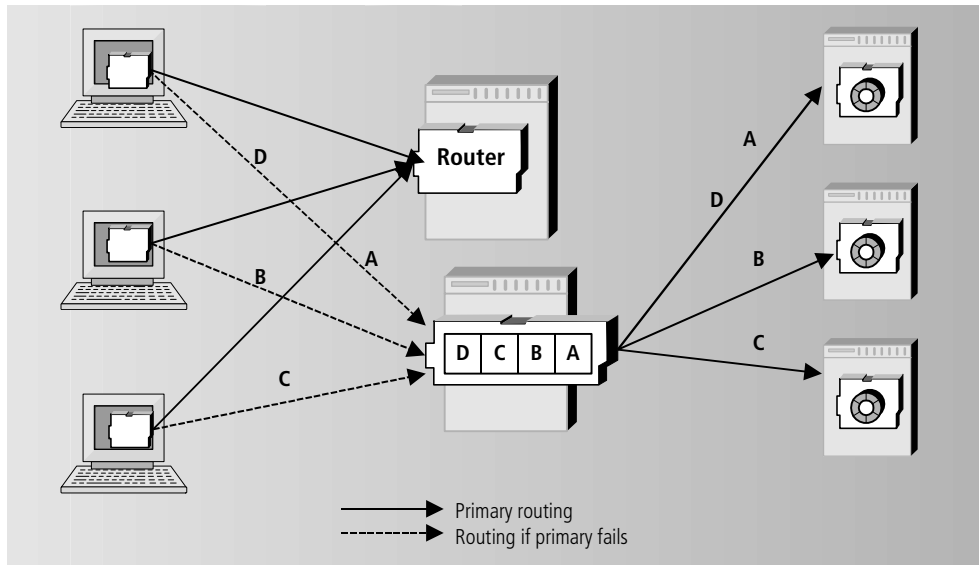 Router
D
A
B
C
D C B A
A
D
B
C
Primary routing
Routing if primary fails